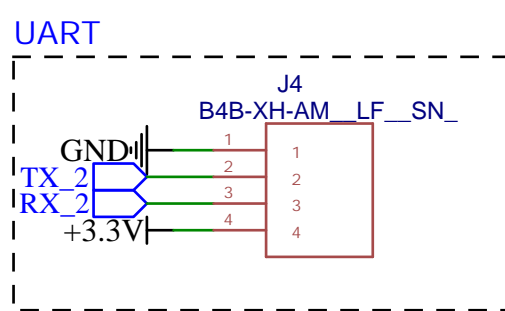 UART
J4
B4B-XH-AM__LF__SN_
GND 1 1
TX_2 2 2
RX_2 3 3
+3.3V 4 4